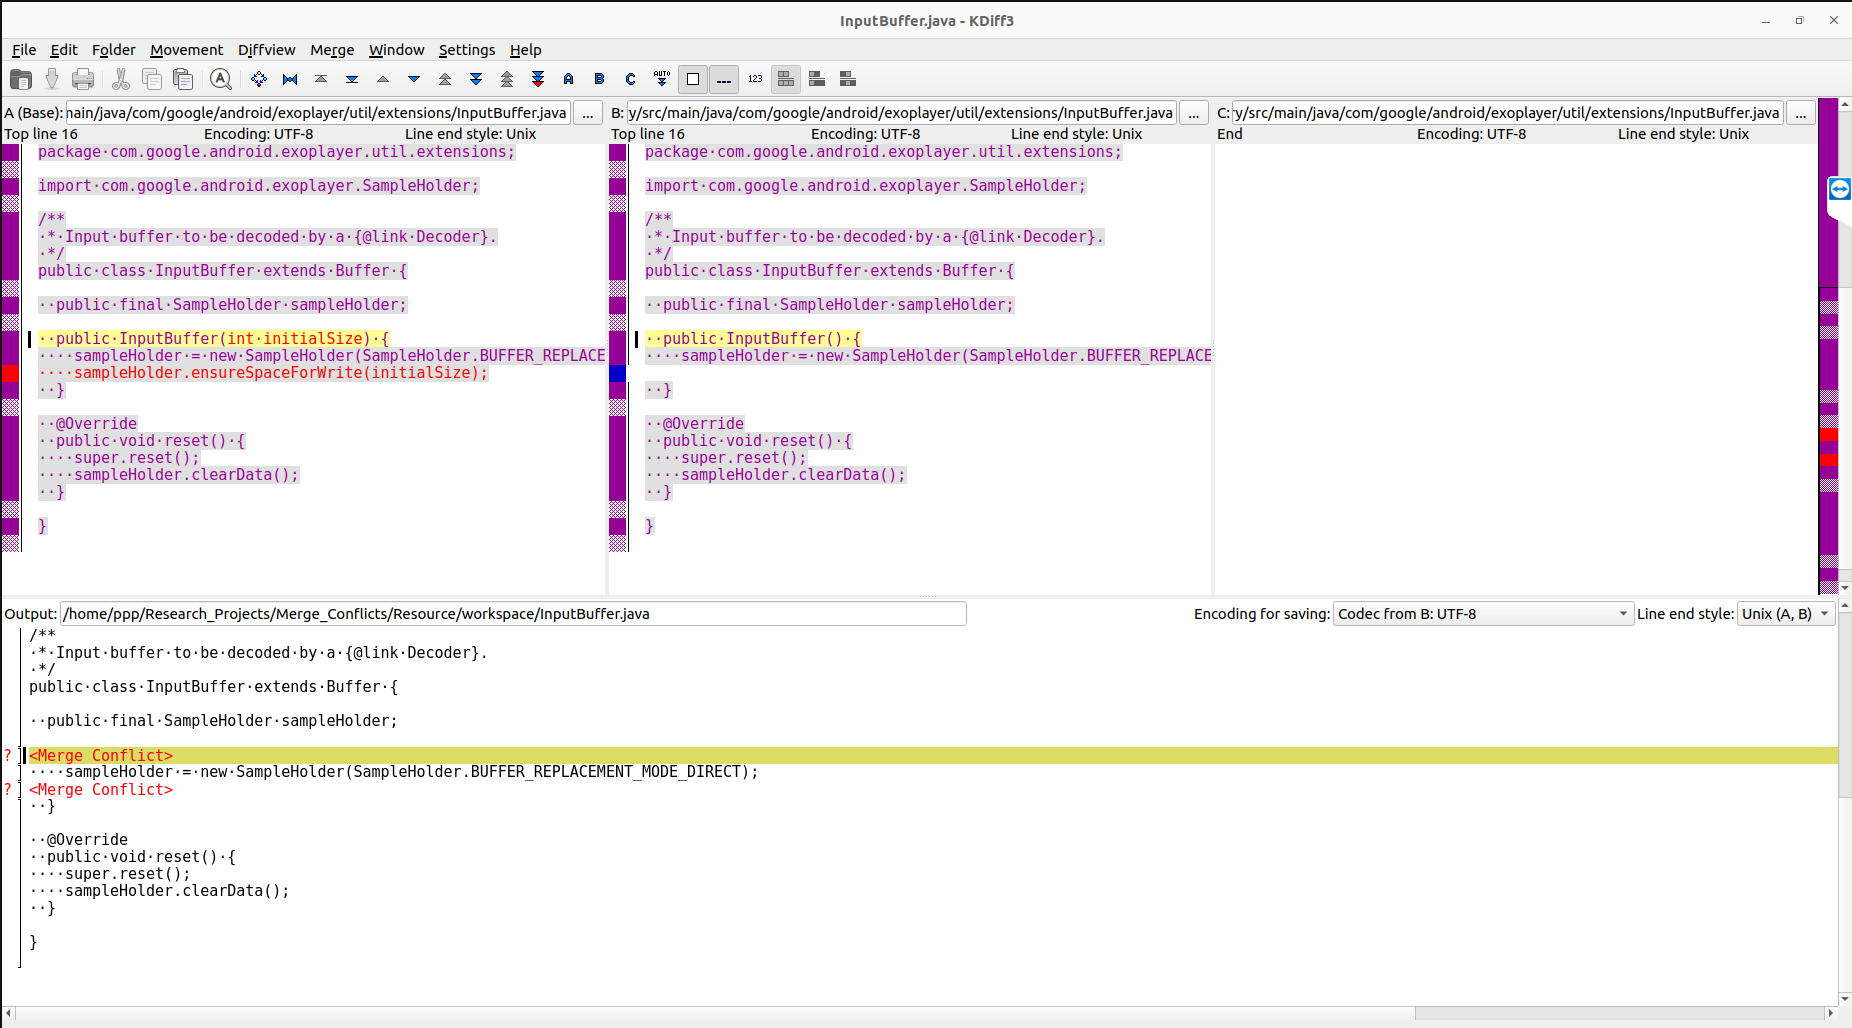 InputBuffer.java - KDiff3
File Edit Folder Movement Diffview Merge Window Settings Help
A B C AUTO 123
A (Base): nain/java/com/google/android/exoplayer/util/extensions/InputBuffer.java ... B: y/src/main/java/com/google/android/exoplayer/util/extensions/InputBuffer.java ... C: ry/src/main/java/com/google/android/exoplayer/util/extensions/InputBuffer.java ...
Top line 16 Encoding: UTF-8 Line end style: Unix Top line 16 Encoding: UTF-8 Line end style: Unix End Encoding: UTF-8 Line end style: Unix
package·com.google.android.exoplayer.util.extensions;
import·com.google.android.exoplayer.SampleHolder;
/**
·*·Input·buffer·to·be·decoded·by·a·{@link·Decoder}.
·*/
public·class·InputBuffer·extends·Buffer·{
··public·final·SampleHolder·sampleHolder;
··public·InputBuffer(int·initialSize)·{
····sampleHolder·=·new·SampleHolder(SampleHolder.BUFFER_REPLACE
····sampleHolder.ensureSpaceForWrite(initialSize);
··}
··@Override
··public·void·reset()·{
····super.reset();
····sampleHolder.clearData();
··}
}
package·com.google.android.exoplayer.util.extensions;
import·com.google.android.exoplayer.SampleHolder;
/**
·*·Input·buffer·to·be·decoded·by·a·{@link·Decoder}.
·*/
public·class·InputBuffer·extends·Buffer·{
··public·final·SampleHolder·sampleHolder;
··public·InputBuffer()·{
····sampleHolder·=·new·SampleHolder(SampleHolder.BUFFER_REPLACE
··}
··@Override
··public·void·reset()·{
····super.reset();
····sampleHolder.clearData();
··}
}
Output: /home/ppp/Research_Projects/Merge_Conflicts/Resource/workspace/InputBuffer.java Encoding for saving: Codec from B: UTF-8 Line end style: Unix (A, B)
/**
·*·Input·buffer·to·be·decoded·by·a·{@link·Decoder}.
·*/
public·class·InputBuffer·extends·Buffer·{
··public·final·SampleHolder·sampleHolder;
? <Merge Conflict>
····sampleHolder·=·new·SampleHolder(SampleHolder.BUFFER_REPLACEMENT_MODE_DIRECT);
? <Merge Conflict>
··}
··@Override
··public·void·reset()·{
····super.reset();
····sampleHolder.clearData();
··}
}